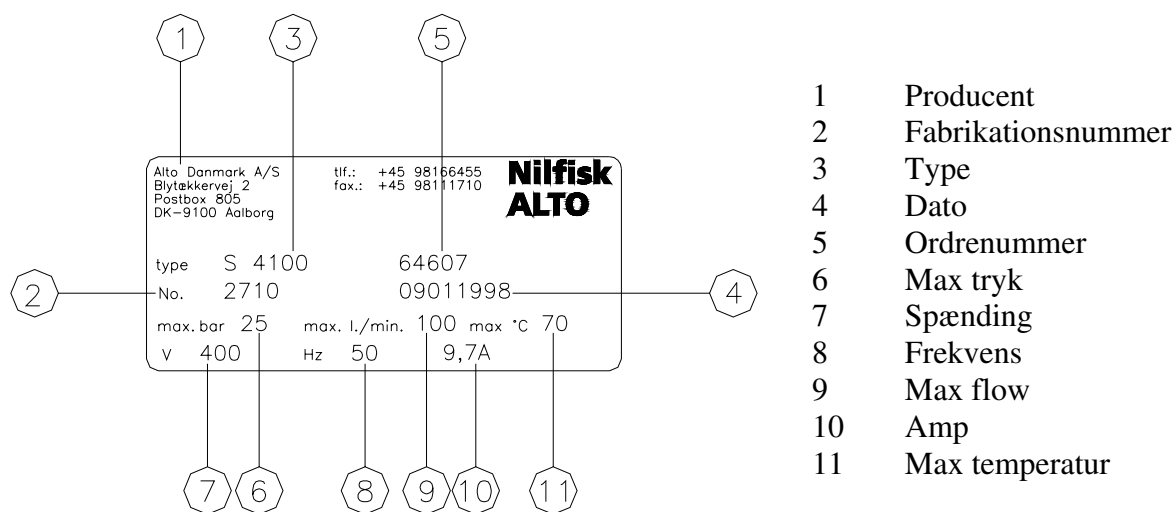 1 3 5
Alto Danmark A/S tlf.: +45 98166455 Nilfisk
Blytækkervej 2 fax.: +45 98111710 ALTO
Postbox 805
DK-9100 Aalborg
type S 4100 64607
2 No. 2710 09011998 4
max. bar 25 max. l./min. 100 max °C 70
V 400 Hz 50 9,7A
7 6 8 9 10 11
1 Producent
2 Fabrikationsnummer
3 Type
4 Dato
5 Ordrenummer
6 Max tryk
7 Spænding
8 Frekvens
9 Max flow
10 Amp
11 Max temperatur